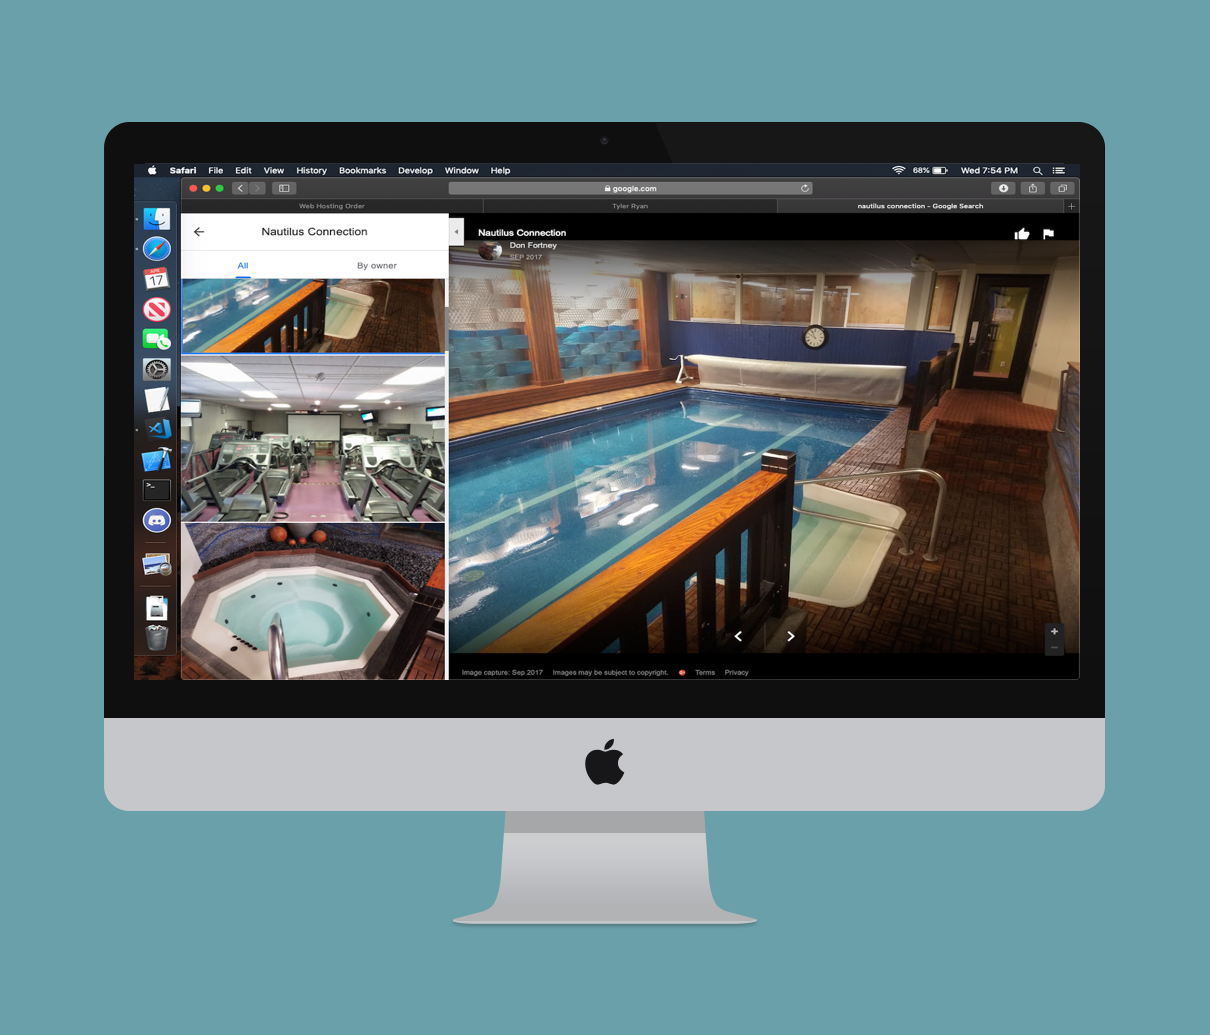 Safari File Edit View History Bookmarks Develop Window Help 68% Wed 7:54 PM
google.com
Web Hosting Order Tyler Ryan nautilus connection - Google Search
Nautilus Connection
All By owner
Nautilus Connection
Don Fortney
SEP 2017
17
Image capture: Sep 2017 Images may be subject to copyright. Terms Privacy